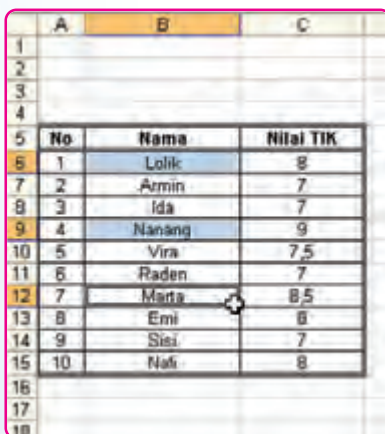 A B C
1
2
3
4
5 No Nama Nilai TIK
6 1 Lolik 8
7 2 Armin 7
8 3 Ida 7
9 4 Nanang 9
10 5 Vira 7,5
11 6 Raden 7
12 7 Marta 8,5
13 8 Emi 8
14 9 Sisi 7
15 10 Nafi 8
16
17
18